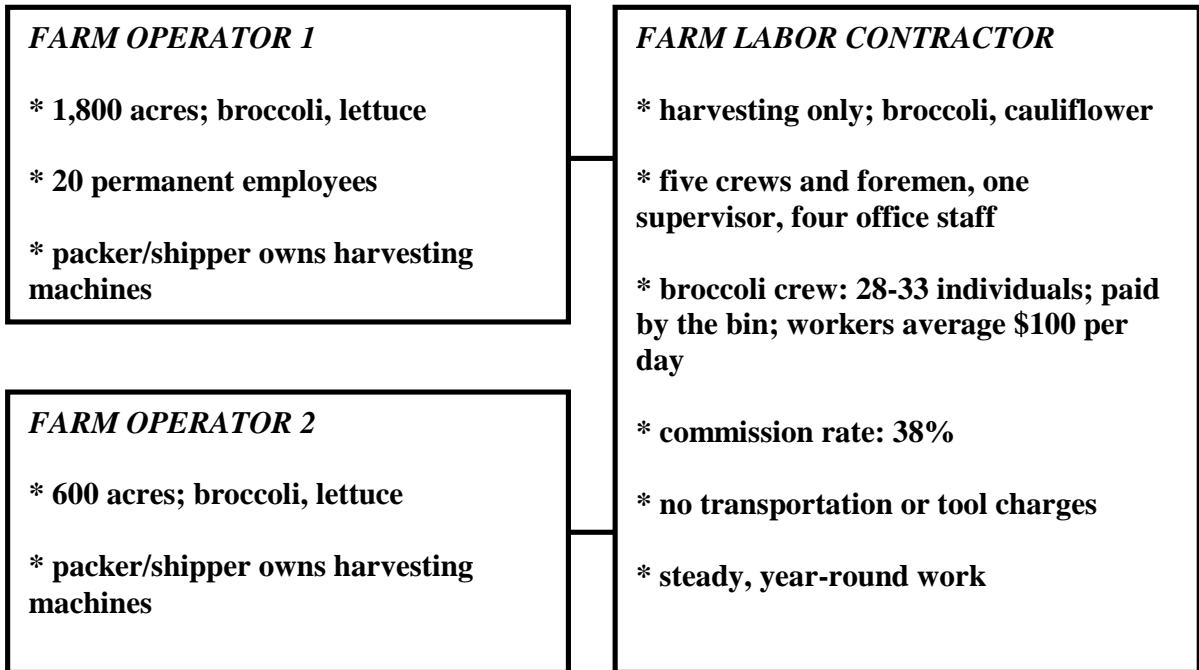 FARM OPERATOR 1
* 1,800 acres; broccoli, lettuce
* 20 permanent employees
* packer/shipper owns harvesting
machines
FARM OPERATOR 2
* 600 acres; broccoli, lettuce
* packer/shipper owns harvesting
machines
FARM LABOR CONTRACTOR
* harvesting only; broccoli, cauliflower
* five crews and foremen, one
supervisor, four office staff
* broccoli crew: 28-33 individuals; paid
by the bin; workers average $100 per
day
* commission rate: 38%
* no transportation or tool charges
* steady, year-round work